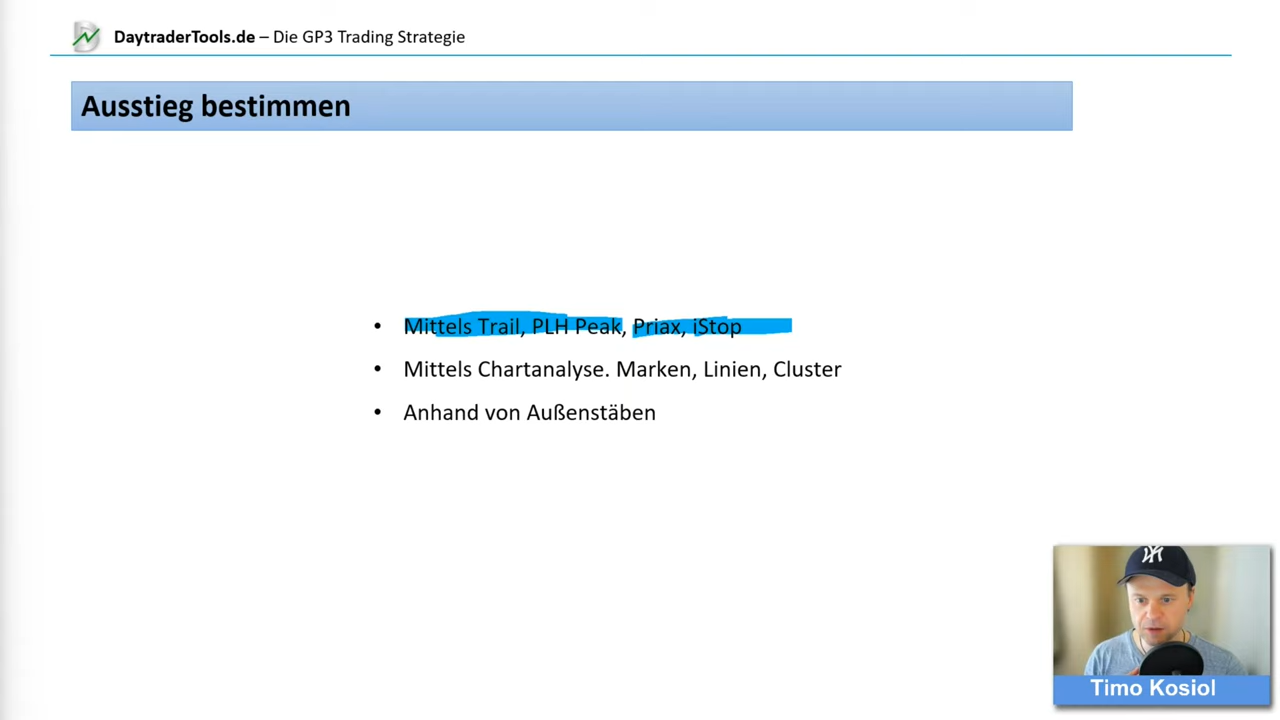 DaytraderTools.de – Die GP3 Trading Strategie
Ausstieg bestimmen
• Mittels Trail, PLH Peak, Priax, iStop
• Mittels Chartanalyse. Marken, Linien, Cluster
• Anhand von Außenstäben
Timo Kosiol